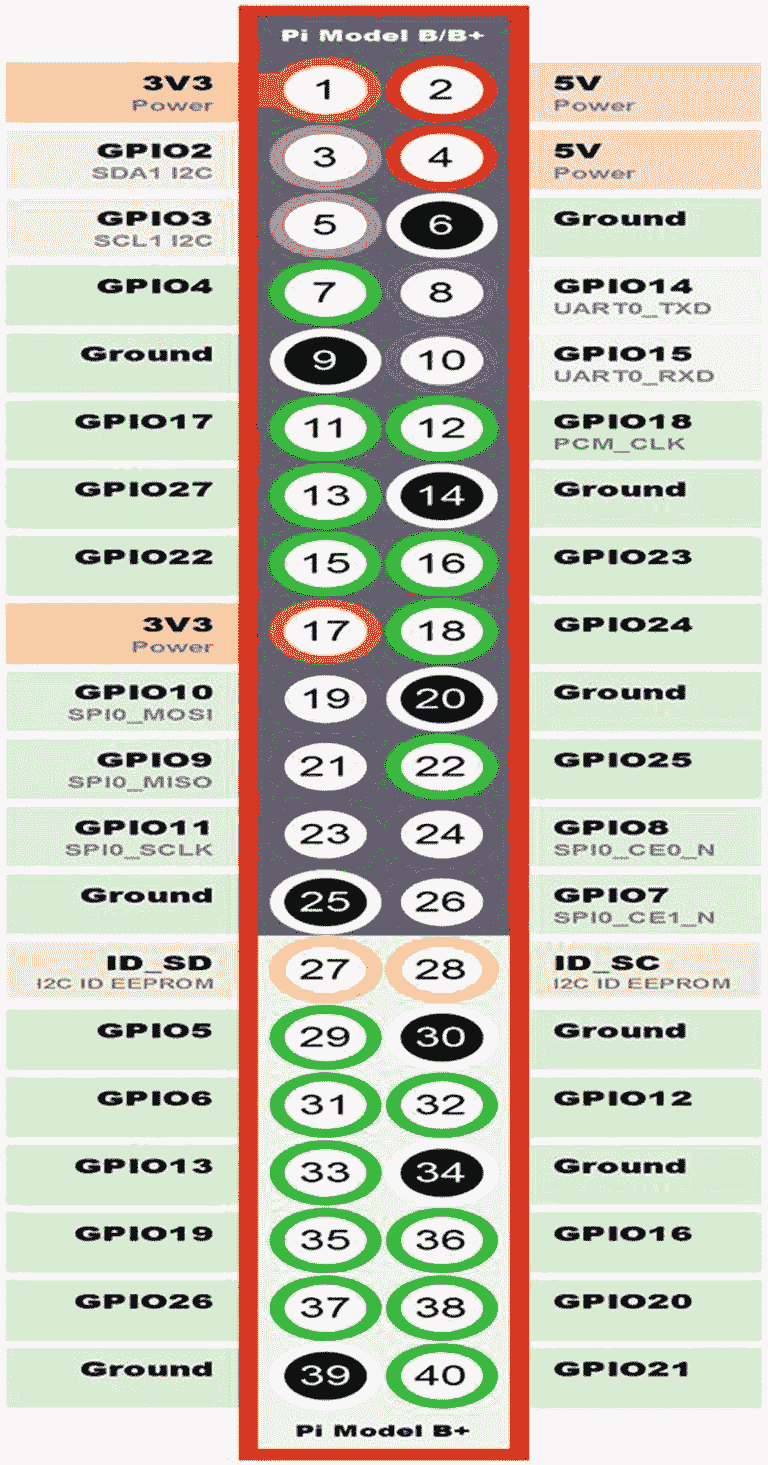 Pi Model B/B+
3V3 1 2 5V
Power Power
GPIO2 3 4 5V
SDA1 I2C Power
GPIO3 5 6 Ground
SCL1 I2C
GPIO4 7 8 GPIO14
UART0_TXD
Ground 9 10 GPIO15
UART0_RXD
GPIO17 11 12 GPIO18
PCM_CLK
GPIO27 13 14 Ground
GPIO22 15 16 GPIO23
3V3 17 18 GPIO24
Power
GPIO10 19 20 Ground
SPI0_MOSI
GPIO9 21 22 GPIO25
SPI0_MISO
GPIO11 23 24 GPIO8
SPI0_SCLK SPI0_CE0_N
Ground 25 26 GPIO7
SPI0_CE1_N
ID_SD 27 28 ID_SC
I2C ID EEPROM I2C ID EEPROM
GPIO5 29 30 Ground
GPIO6 31 32 GPIO12
GPIO13 33 34 Ground
GPIO19 35 36 GPIO16
GPIO26 37 38 GPIO20
Ground 39 40 GPIO21
Pi Model B+